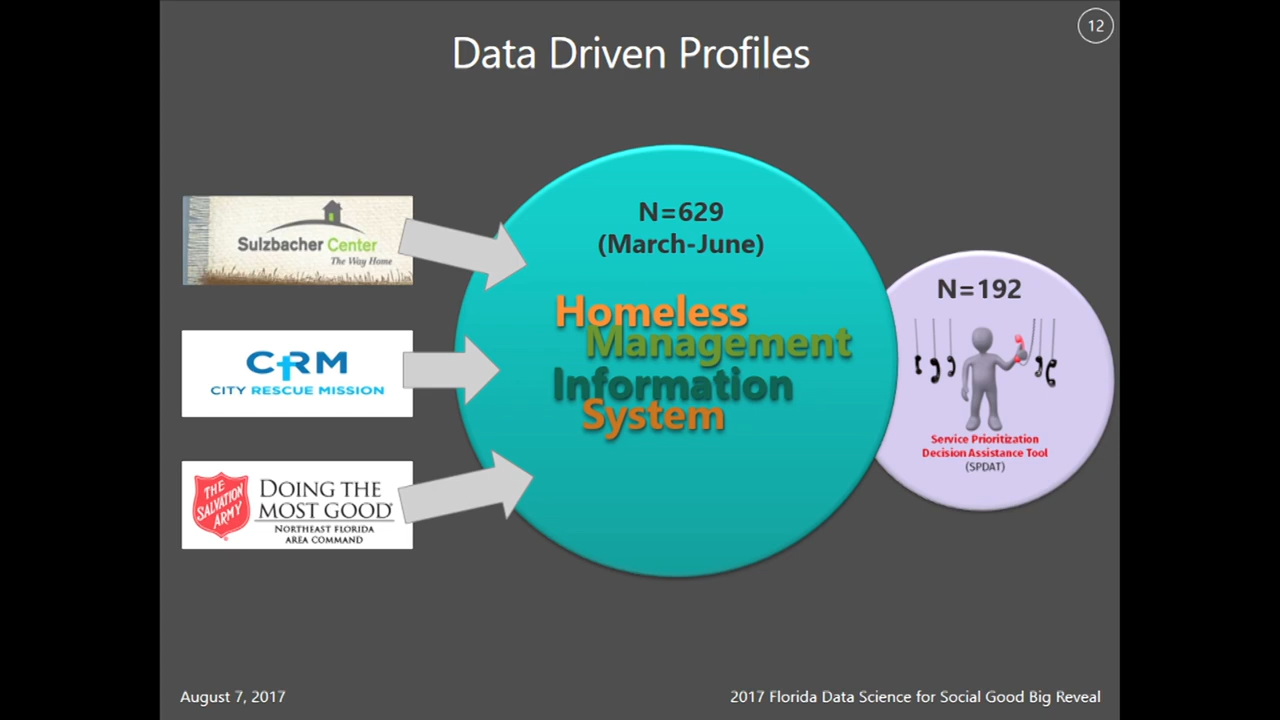 12
Data Driven Profiles
Sulzbacher Center
The Way Home
CRM
CITY RESCUE MISSION
THE
SALVATION
ARMY
DOING THE
MOST GOOD
NORTHEAST FLORIDA
AREA COMMAND
N=629
(March-June)
Homeless
Management
Information
System
N=192
Service Prioritization
Decision Assistance Tool
(SPDAT)
August 7, 2017
2017 Florida Data Science for Social Good Big Reveal